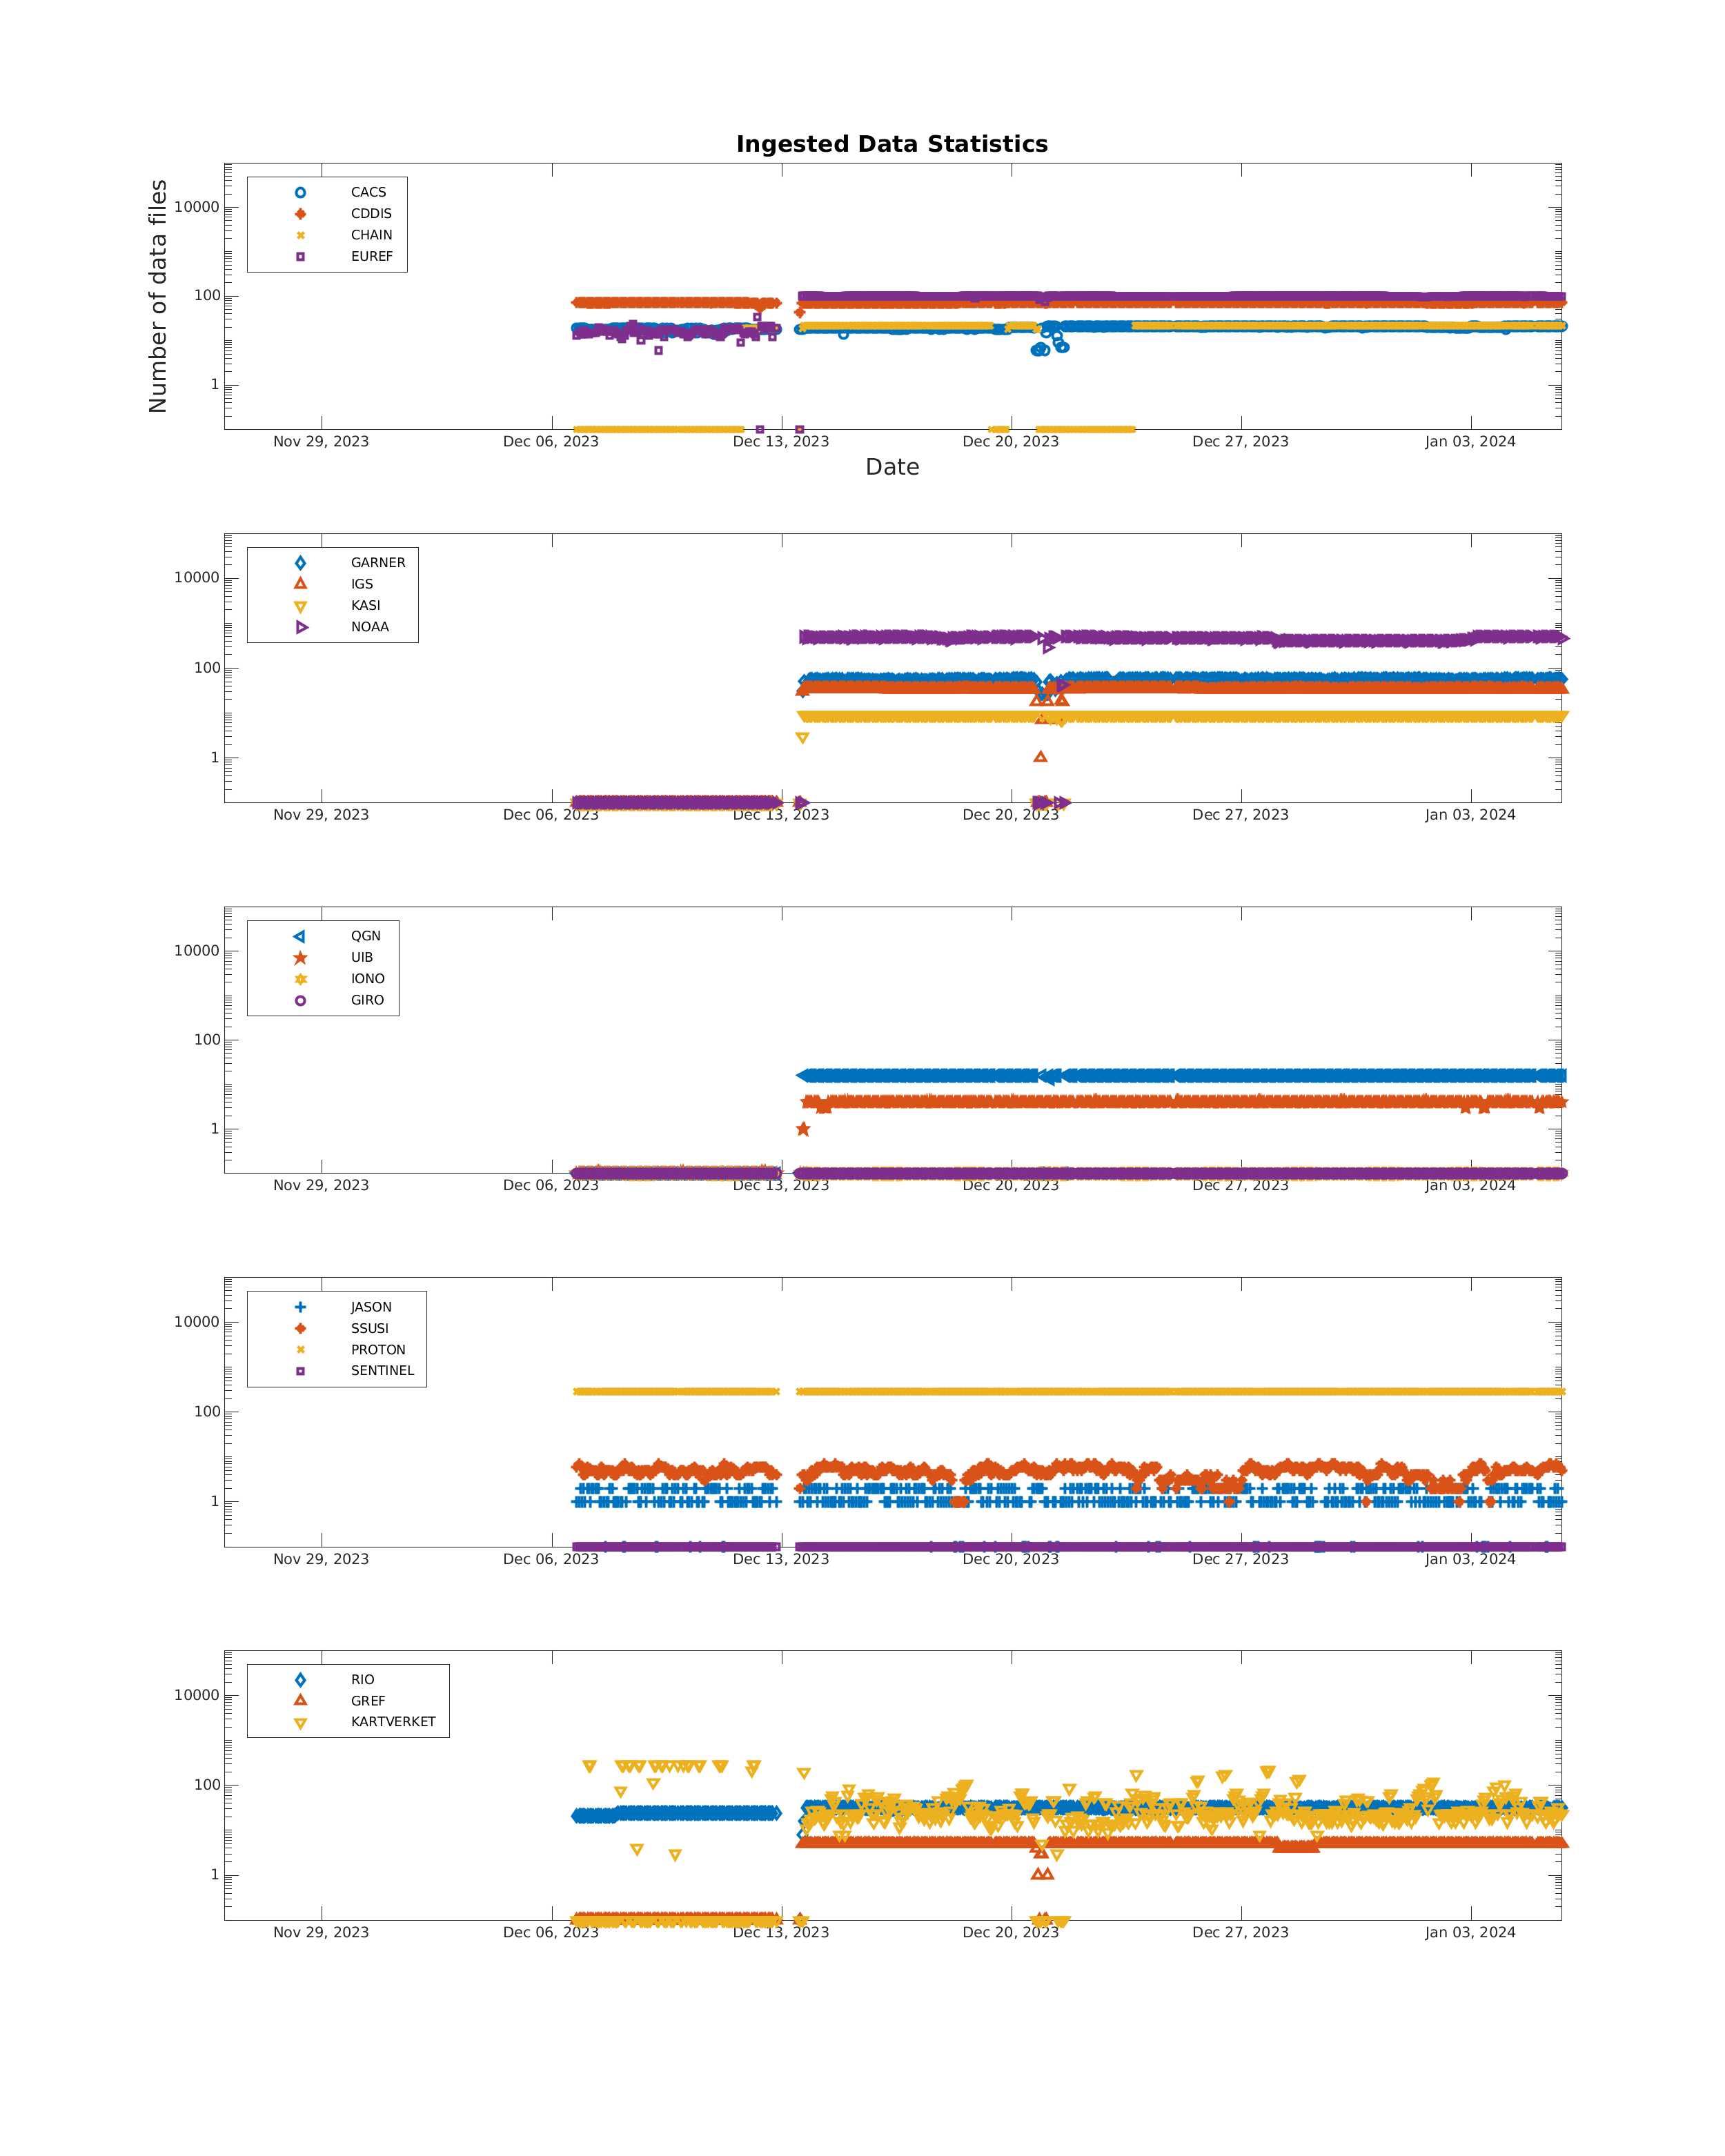 Ingested Data Statistics
Number of data files
10000
100
1
CACS
CDDIS
CHAIN
EUREF
Nov 29, 2023 Dec 06, 2023 Dec 13, 2023 Dec 20, 2023 Dec 27, 2023 Jan 03, 2024
Date
10000
100
1
GARNER
IGS
KASI
NOAA
Nov 29, 2023 Dec 06, 2023 Dec 13, 2023 Dec 20, 2023 Dec 27, 2023 Jan 03, 2024
10000
100
1
QGN
UIB
IONO
GIRO
Nov 29, 2023 Dec 06, 2023 Dec 13, 2023 Dec 20, 2023 Dec 27, 2023 Jan 03, 2024
10000
100
1
JASON
SSUSI
PROTON
SENTINEL
Nov 29, 2023 Dec 06, 2023 Dec 13, 2023 Dec 20, 2023 Dec 27, 2023 Jan 03, 2024
10000
100
1
RIO
GREF
KARTVERKET
Nov 29, 2023 Dec 06, 2023 Dec 13, 2023 Dec 20, 2023 Dec 27, 2023 Jan 03, 2024